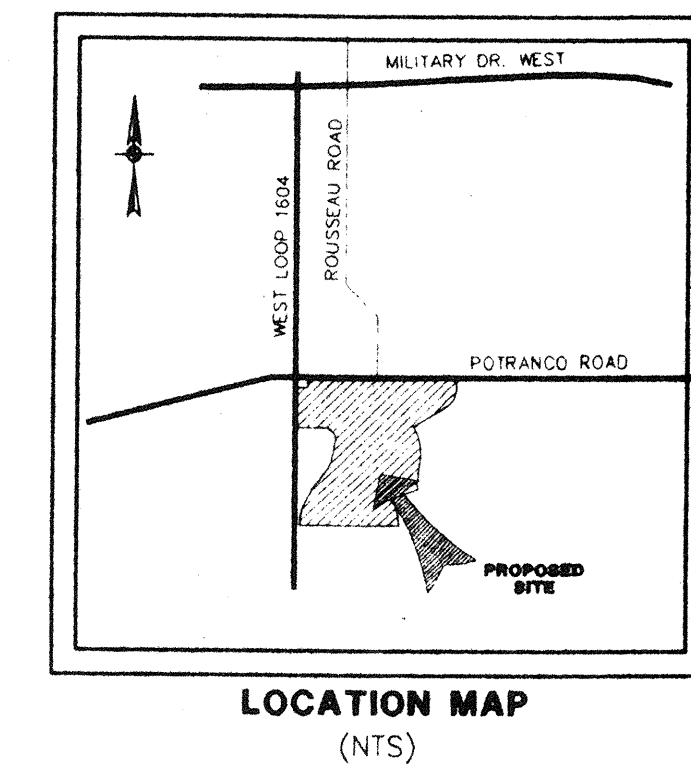 MILITARY DR. WEST
ROUSSEAU ROAD
WEST LOOP 1604
POTRANCO ROAD
PROPOSED
SITE
LOCATION MAP
(NTS)